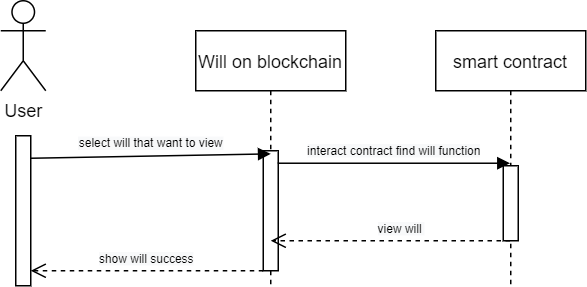 Will on blockchain
smart contract
User
select will that want to view
interact contract find will function
view will
show will success